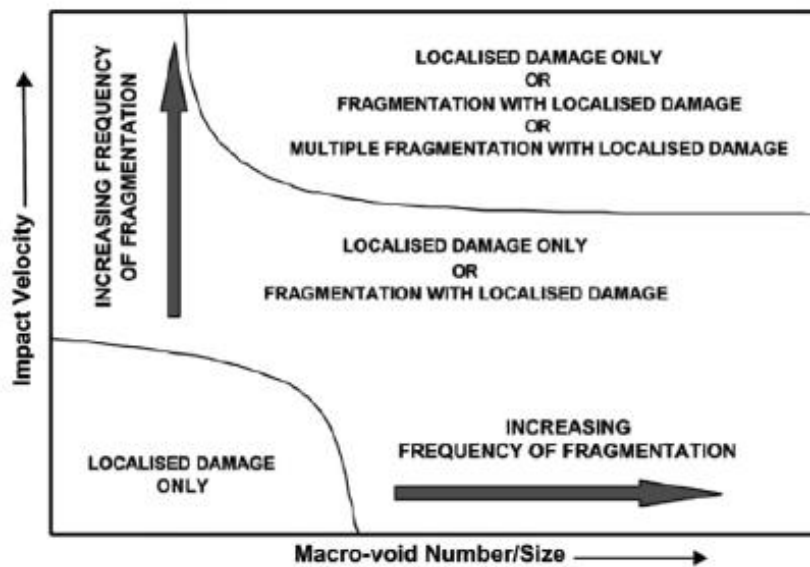 LOCALISED DAMAGE ONLY
OR
FRAGMENTATION WITH LOCALISED DAMAGE
OR
MULTIPLE FRAGMENTATION WITH LOCALISED DAMAGE
INCREASING FREQUENCY
OF FRAGMENTATION
LOCALISED DAMAGE ONLY
OR
FRAGMENTATION WITH LOCALISED DAMAGE
Impact Velocity
INCREASING
FREQUENCY OF FRAGMENTATION
LOCALISED DAMAGE
ONLY
Macro-void Number/Size